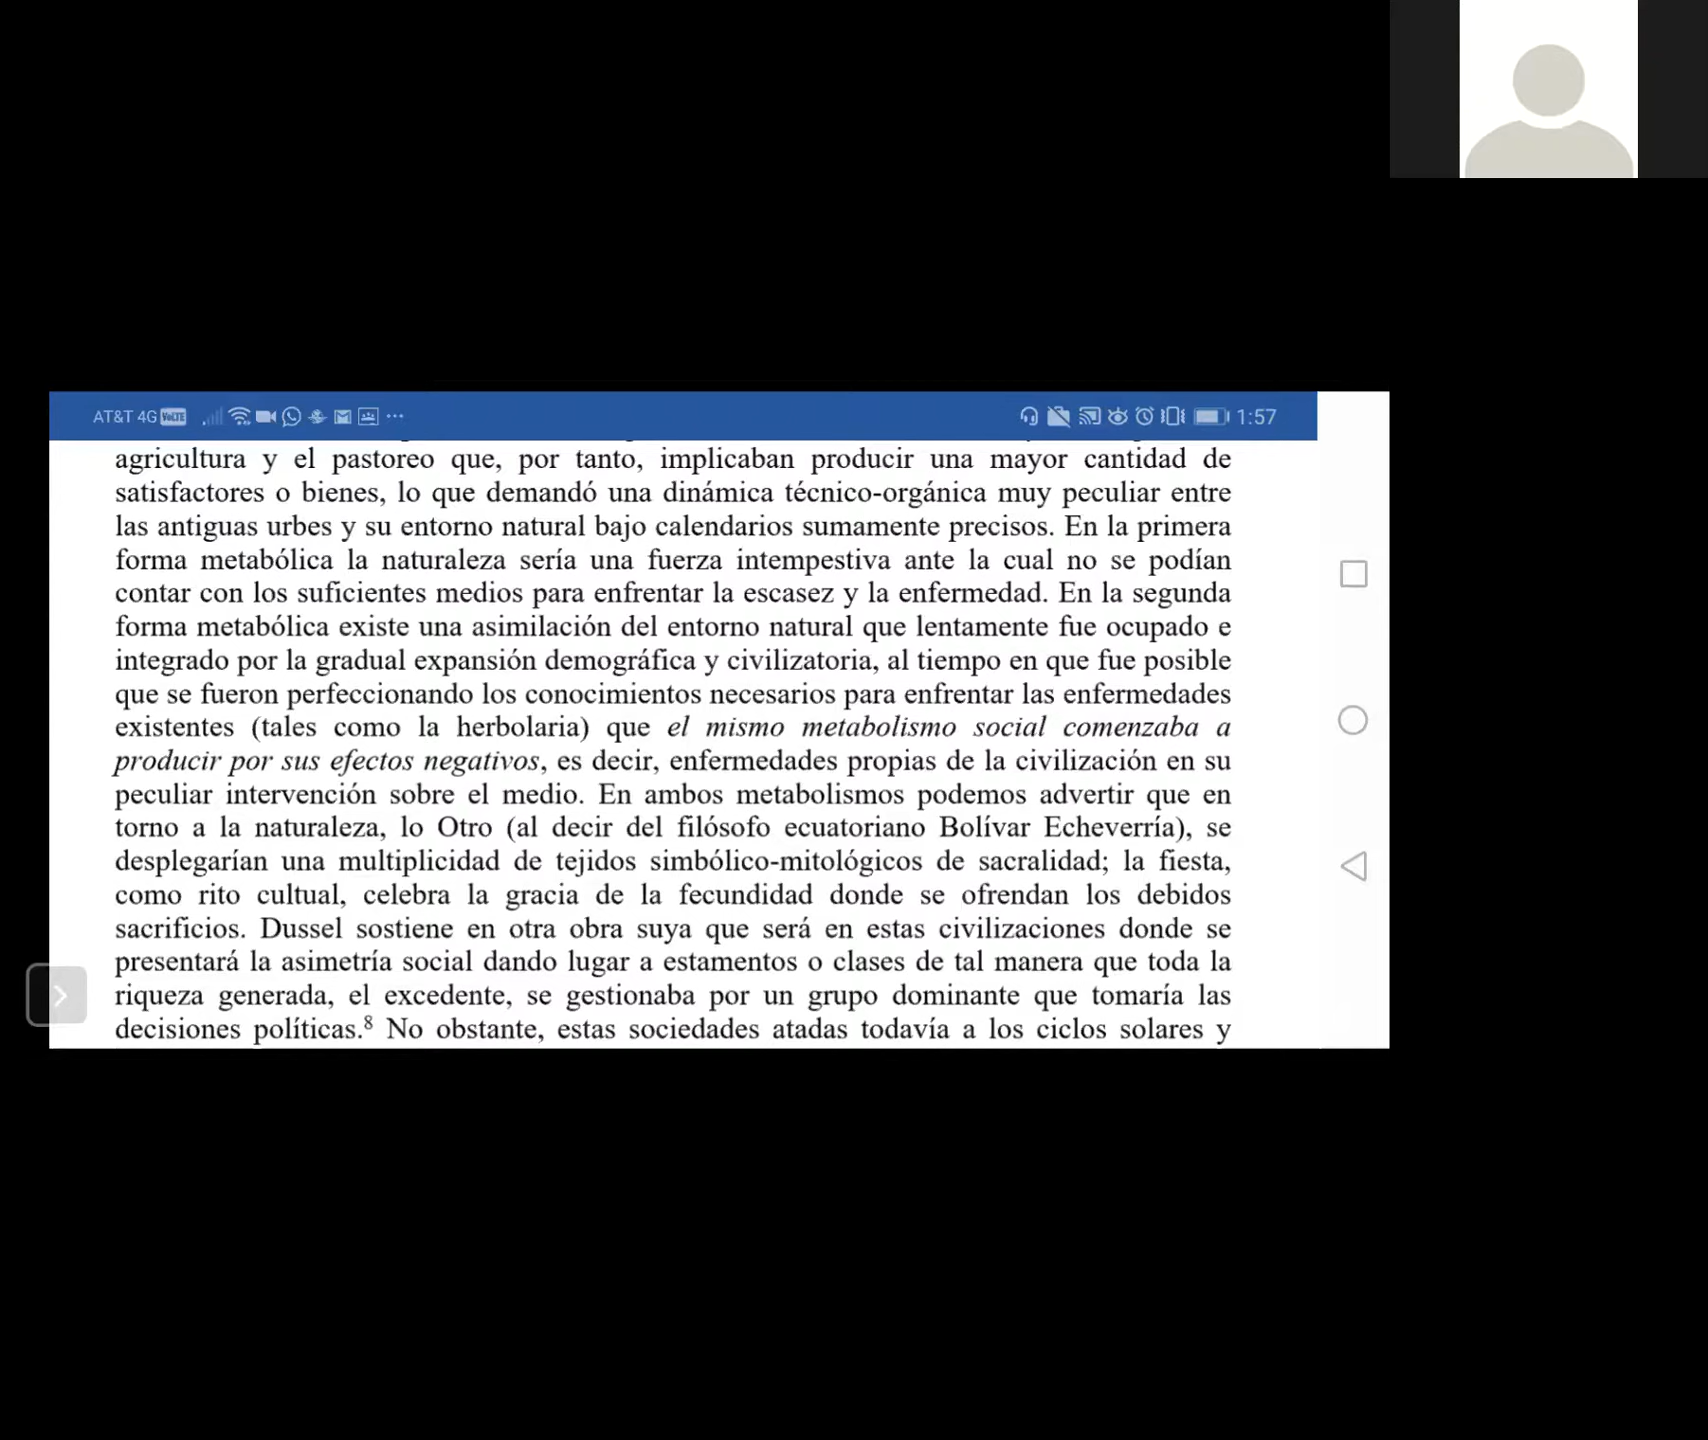 AT&T 4G VoLTE
1:57
agricultura y el pastoreo que, por tanto, implicaban producir una mayor cantidad de
satisfactores o bienes, lo que demandó una dinámica técnico-orgánica muy peculiar entre
las antiguas urbes y su entorno natural bajo calendarios sumamente precisos. En la primera
forma metabólica la naturaleza sería una fuerza intempestiva ante la cual no se podían
contar con los suficientes medios para enfrentar la escasez y la enfermedad. En la segunda
forma metabólica existe una asimilación del entorno natural que lentamente fue ocupado e
integrado por la gradual expansión demográfica y civilizatoria, al tiempo en que fue posible
que se fueron perfeccionando los conocimientos necesarios para enfrentar las enfermedades
existentes (tales como la herbolaria) que el mismo metabolismo social comenzaba a
producir por sus efectos negativos, es decir, enfermedades propias de la civilización en su
peculiar intervención sobre el medio. En ambos metabolismos podemos advertir que en
torno a la naturaleza, lo Otro (al decir del filósofo ecuatoriano Bolívar Echeverría), se
desplegarían una multiplicidad de tejidos simbólico-mitológicos de sacralidad; la fiesta,
como rito cultual, celebra la gracia de la fecundidad donde se ofrendan los debidos
sacrificios. Dussel sostiene en otra obra suya que será en estas civilizaciones donde se
presentará la asimetría social dando lugar a estamentos o clases de tal manera que toda la
riqueza generada, el excedente, se gestionaba por un grupo dominante que tomaría las
decisiones políticas.⁸ No obstante, estas sociedades atadas todavía a los ciclos solares y